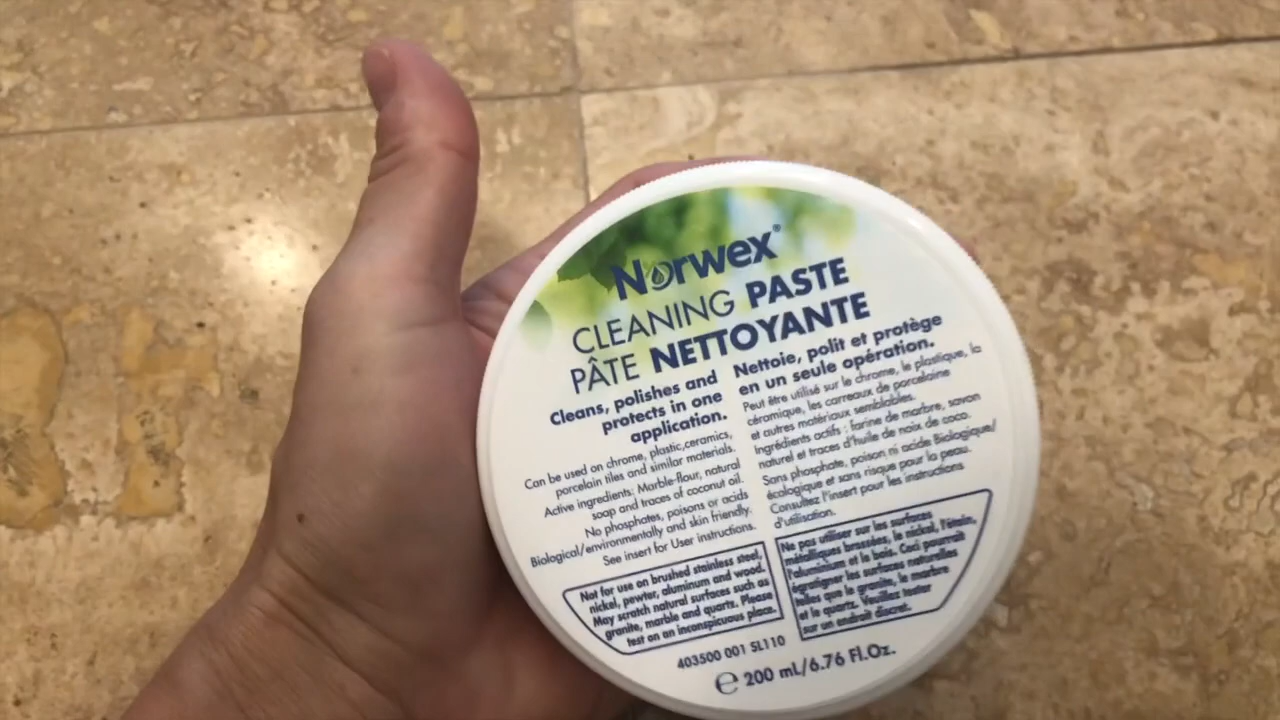 Norwex®
CLEANING PASTE
PÂTE NETTOYANTE
Cleans, polishes and
protects in one
application.
Can be used on chrome, plastic,ceramics,
porcelain tiles and similar materials.
Active ingredients: Marble-flour, natural
soap and traces of coconut oil.
No phosphates, poisons or acids
Biological/environmentally and skin friendly.
See insert for User instructions.
Not for use on brushed stainless steel,
nickel, pewter, aluminum and wood.
May scratch natural surfaces such as
granite, marble and quartz. Please
test on an inconspicuous place.
Nettoie, polit et protège
en un seule opération.
Peut être utilisé sur le chrome, le plastique, la
céramique, les carreaux de porcelaine
et autres matériaux semblables.
Ingrédients actifs : farine de marbre, savon
naturel et traces d'huile de noix de coco.
Sans phosphate, poison ni acide Biologique/
écologique et sans risque pour la peau.
Consultez l'insert pour les instructions
d'utilisation.
Ne pas utiliser sur les surfaces
métalliques brossées, le nickel, l'étain,
l'aluminium et le bois. Ceci pourrait
égratigner les surfaces naturelles
telles que le granite, le marbre
et le quartz. Veuillez tester
sur un endroit discret.
403500 001 SL110
℮ 200 mL/6.76 Fl.Oz.